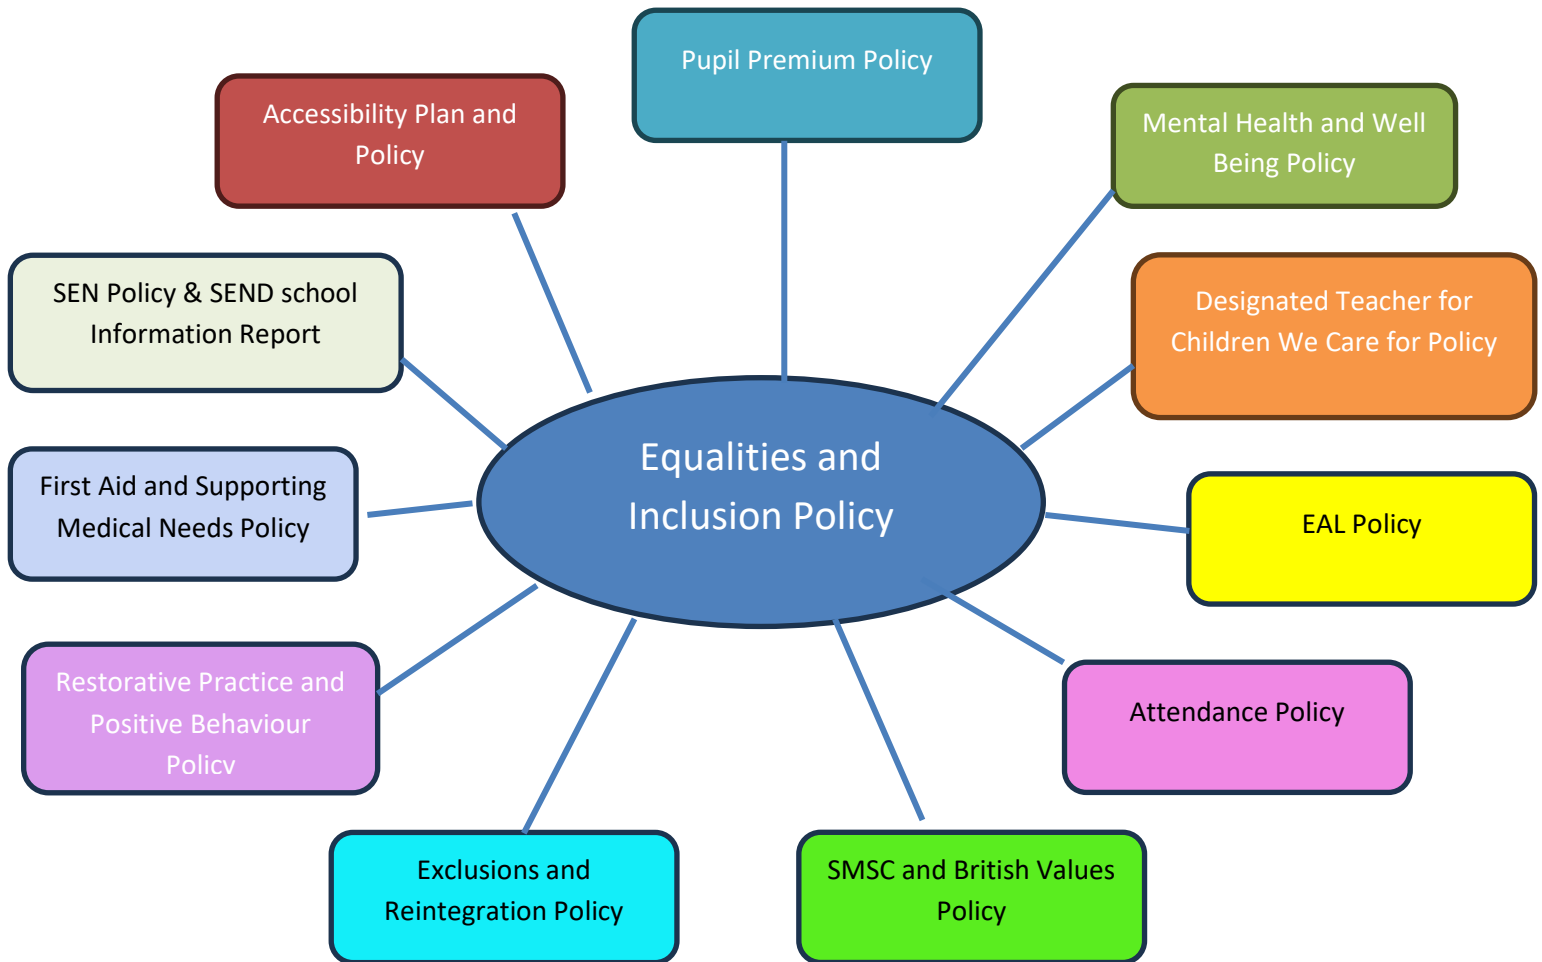 Pupil Premium Policy
Accessibility Plan and
Policy
Mental Health and Well
Being Policy
SEN Policy & SEND school
Information Report
Designated Teacher for
Children We Care for Policy
Equalities and
Inclusion Policy
First Aid and Supporting
Medical Needs Policy
EAL Policy
Restorative Practice and
Positive Behaviour
Policy
Attendance Policy
Exclusions and
Reintegration Policy
SMSC and British Values
Policy